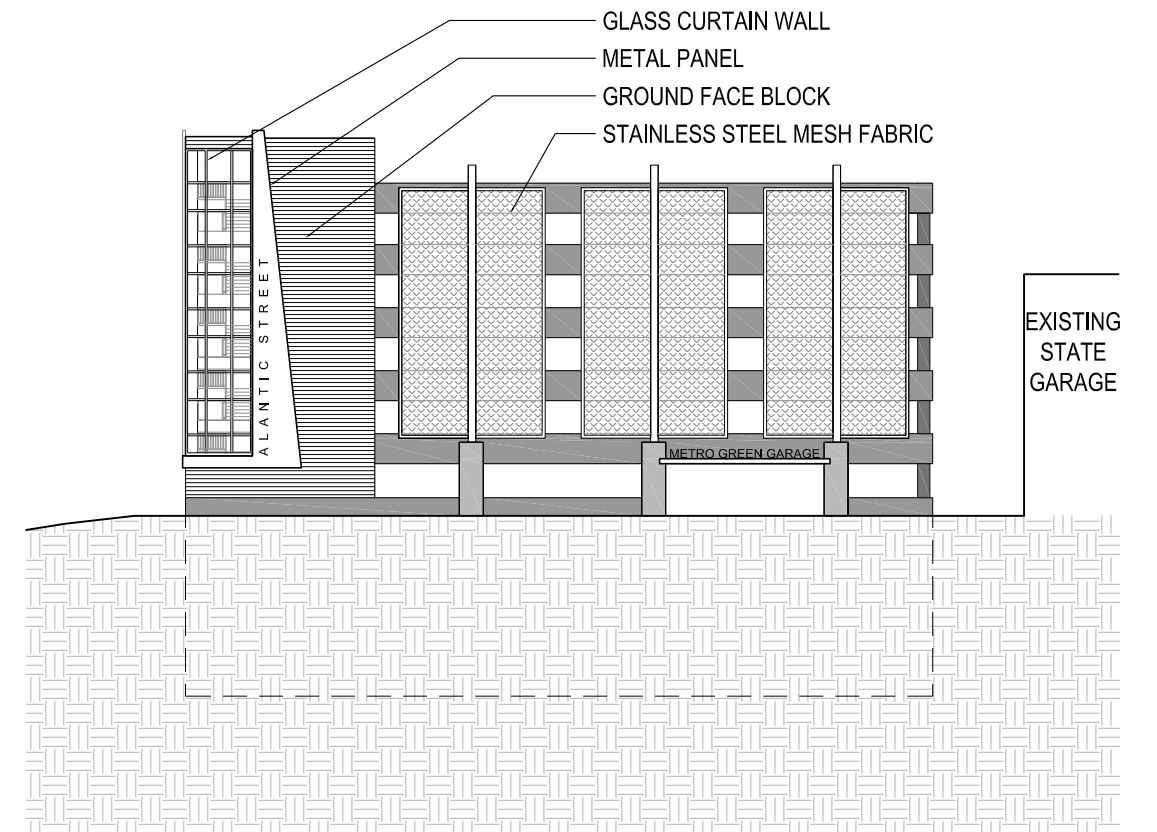 GLASS CURTAIN WALL
METAL PANEL
GROUND FACE BLOCK
STAINLESS STEEL MESH FABRIC
ALANTIC STREET
METRO GREEN GARAGE
EXISTING
STATE
GARAGE